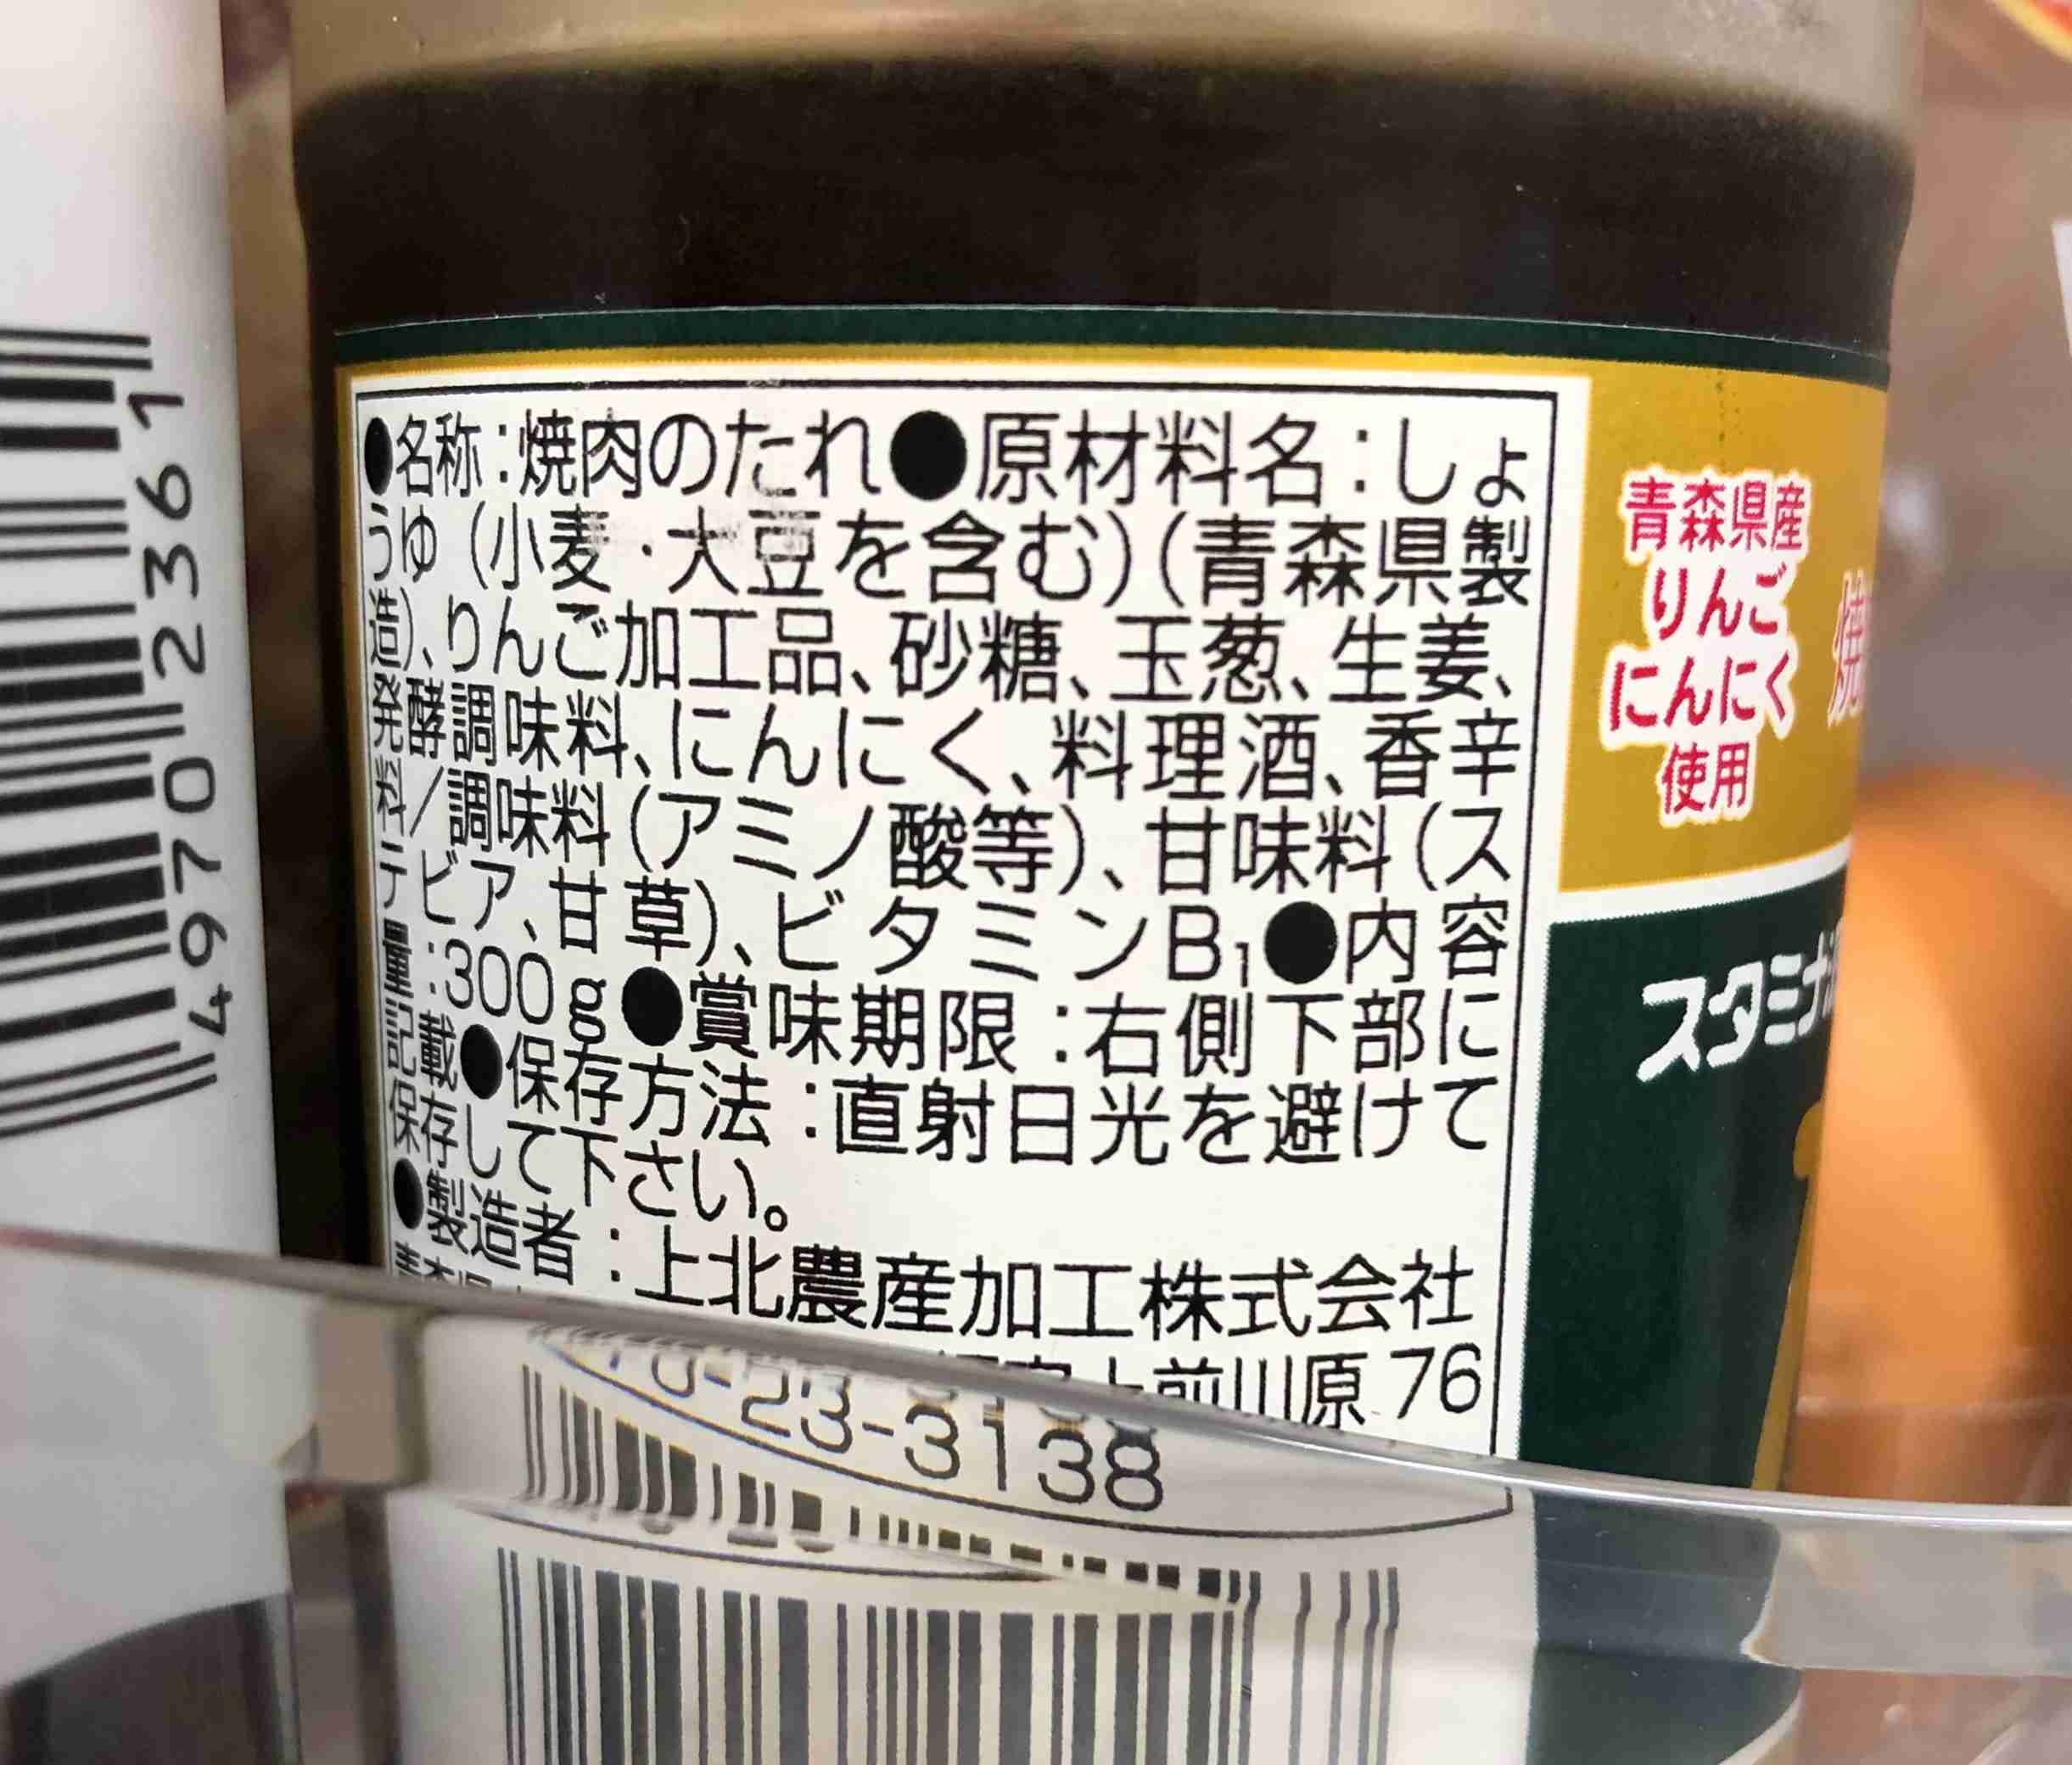 ●名称:焼肉のたれ●原材料名:しょ
うゆ(小麦・大豆を含む)(青森県製
造)、りんご加工品、砂糖、玉葱、生姜、
発酵調味料、にんにく、料理酒、香辛
料/調味料(アミノ酸等)、甘味料(ス
テビア、甘草)、ビタミンB₁●内容
量:300g●賞味期限:右側下部に
記載●保存方法:直射日光を避けて
保存して下さい。
●製造者:上北農産加工株式会社
前川原76
-23-3138
青森県産
りんご
にんにく
使用
焼
スタミナ
4970 2361